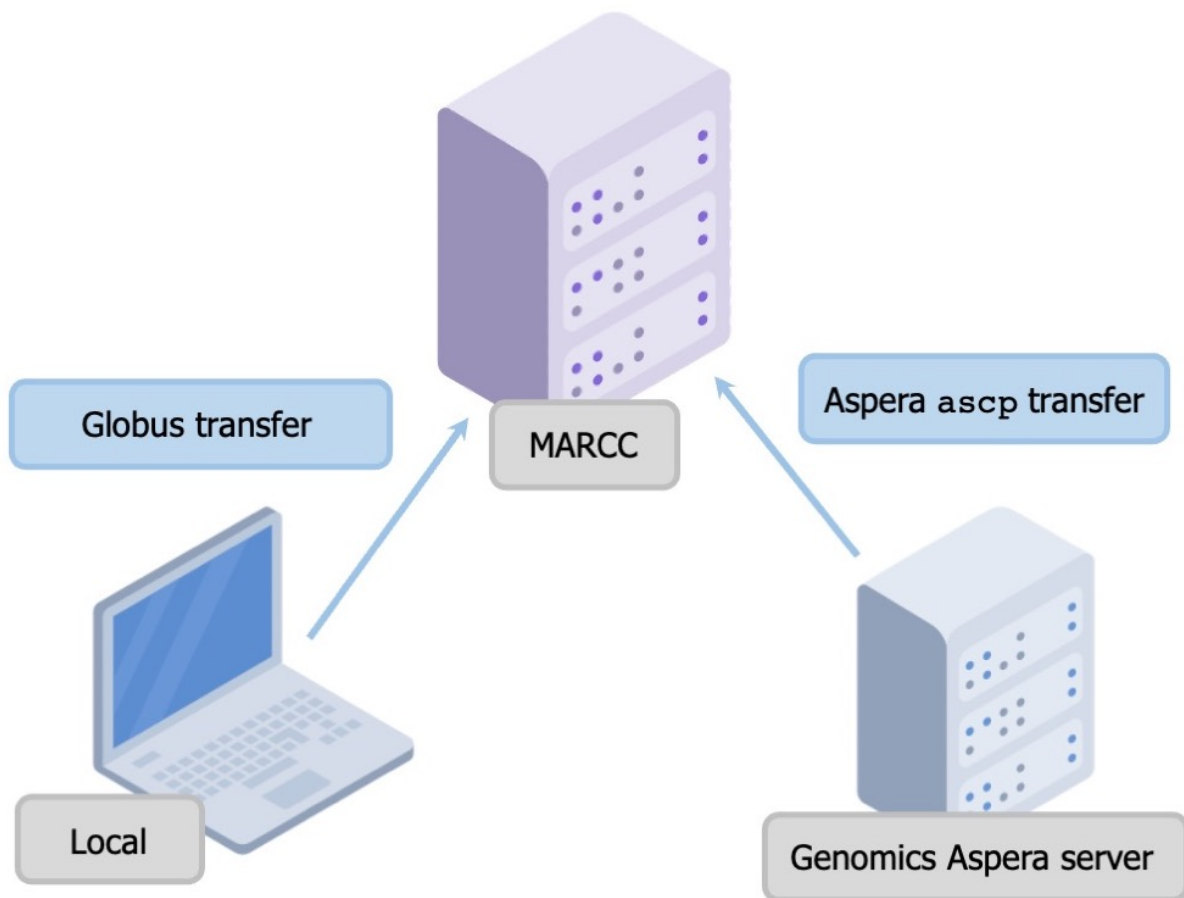 Globus transfer
Aspera ascp transfer
MARCC
Local
Genomics Aspera server